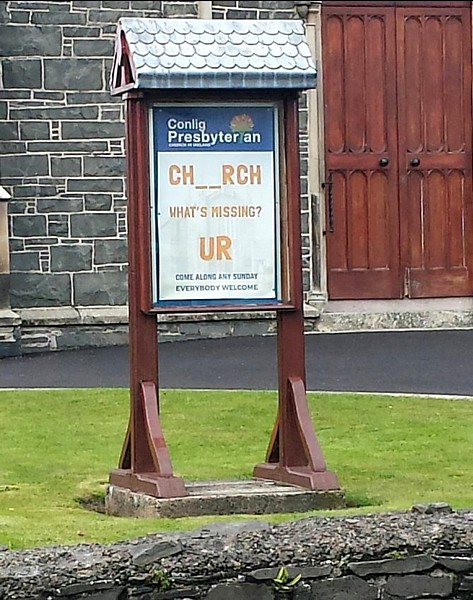 Conlig
Presbyterian
CHURCH IN IRELAND
CH__RCH
WHAT'S MISSING?
UR
COME ALONG ANY SUNDAY
EVERYBODY WELCOME